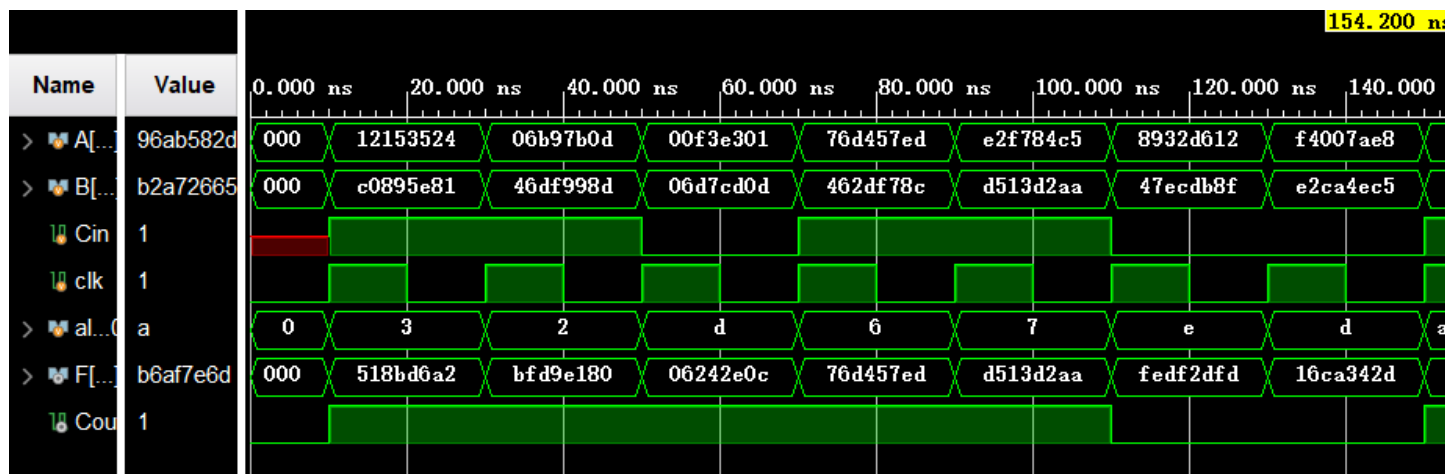 154.200 ns
Name Value 0.000 ns 20.000 ns 40.000 ns 60.000 ns 80.000 ns 100.000 ns 120.000 ns 140.000
A[...] 96ab582d 000 12153524 06b97b0d 00f3e301 76d457ed e2f784c5 8932d612 f4007ae8
B[...] b2a72665 000 c0895e81 46df998d 06d7cd0d 462df78c d513d2aa 47ecdb8f e2ca4ec5
Cin 1
clk 1
al...0 a 0 3 2 d 6 7 e d a
F[...] b6af7e6d 000 518bd6a2 bfd9e180 06242e0c 76d457ed d513d2aa fedf2dfd 16ca342d
Cou 1